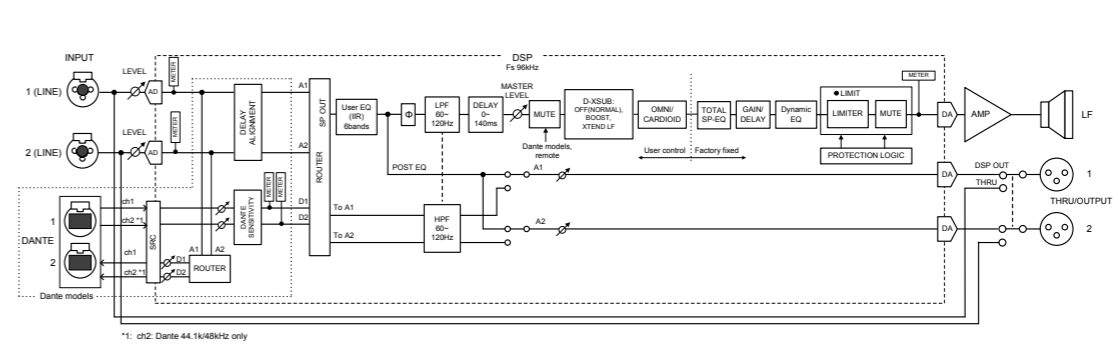 INPUT
1 (LINE)
2 (LINE)
LEVEL
LEVEL
METER
METER
AD
AD
DSP
Fs 96kHz
DELAY
ALIGNMENT
A1
A2
SP OUT
ROUTER
User EQ
(IIR)
6bands
Φ
LPF
60~
120Hz
DELAY
0~
140ms
MASTER
LEVEL
MUTE
Dante models,
remote
D-XSUB:
OFF(NORMAL),
BOOST,
XTEND LF
OMNI/
CARDIOID
User control
Factory fixed
TOTAL
SP-EQ
GAIN/
DELAY
Dynamic
EQ
LIMIT
LIMITER
MUTE
PROTECTION LOGIC
METER
DA
AMP
LF
POST EQ
A1
DA
DSP OUT
THRU
1
THRU/OUTPUT
To A1
To A2
HPF
60~
120Hz
A2
DA
2
DANTE
1
2
ch1
ch2 *1
ch1
ch2 *1
SRC
DANTE
SENSITIVITY
METER
METER
D1
D2
A1
A2
D1
D2
ROUTER
Dante models
*1: ch2: Dante 44.1k/48kHz only